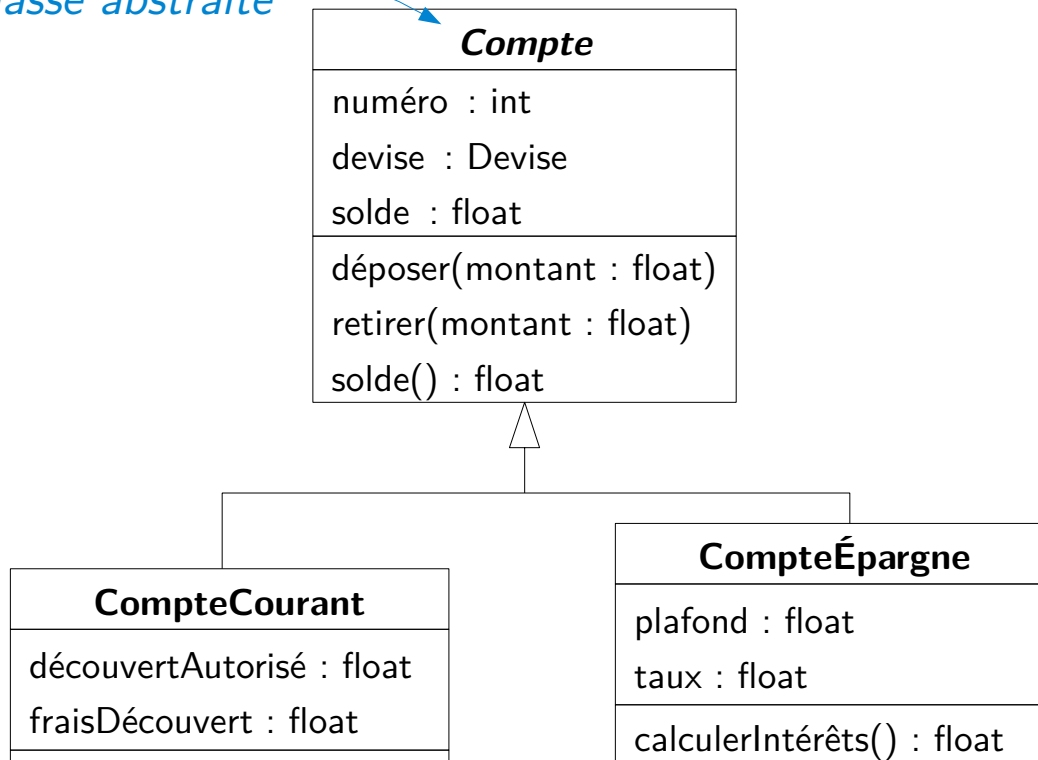 abstraite
Compte
numéro : int
devise : Devise
solde : float
déposer(montant : float)
retirer(montant : float)
solde() : float
CompteCourant
découvertAutorisé : float
fraisDécouvert : float
CompteÉpargne
plafond : float
taux : float
calculerIntérêts() : float